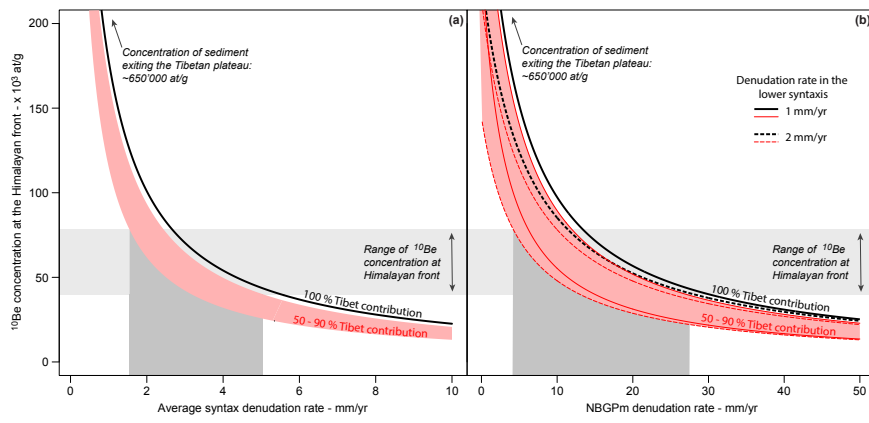 (a)
(b)
200
150
100
50
0
¹⁰Be concentration at the Himalayan front - x 10³ at/g
Concentration of sediment
exiting the Tibetan plateau:
~650'000 at/g
Range of ¹⁰Be
concentration at
Himalayan front
100 % Tibet contribution
50 - 90 % Tibet contribution
0 2 4 6 8 10
Average syntax denudation rate - mm/yr
Concentration of sediment
exiting the Tibetan plateau:
~650'000 at/g
Denudation rate in the
lower syntaxis
1 mm/yr
2 mm/yr
Range of ¹⁰Be
concentration at
Himalayan front
100 % Tibet contribution
50 - 90 % Tibet contribution
0 10 20 30 40 50
NBGPm denudation rate - mm/yr